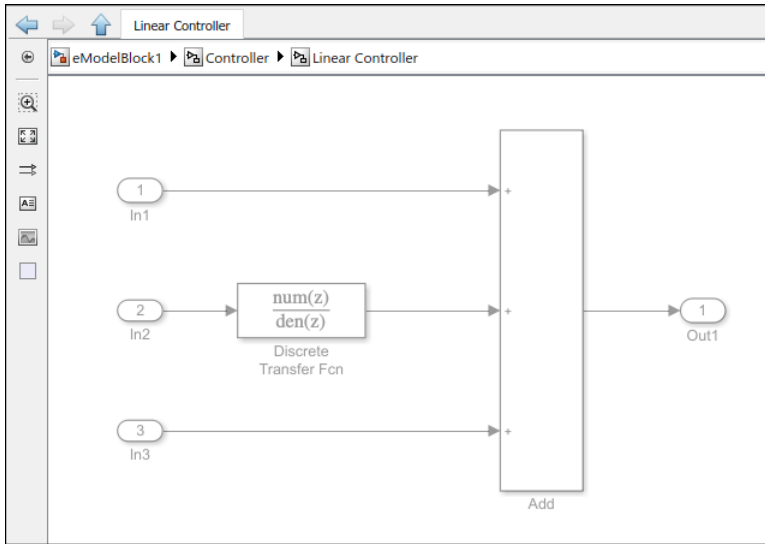 Linear Controller
eModelBlock1 Controller Linear Controller
A
1
+
In1
num(z)
2
+
1
den(z)
In2
Out1
Discrete
Transfer Fcn
3
+
In3
Add